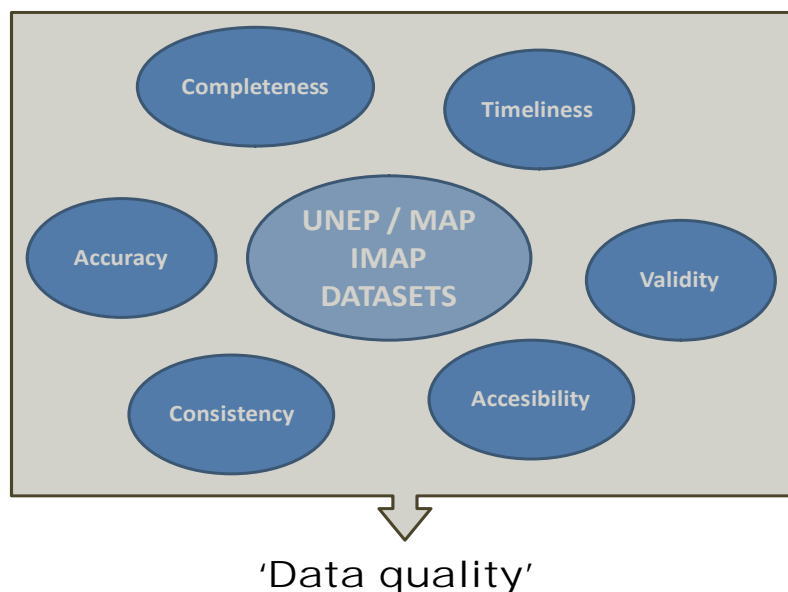 Completeness
Timeliness
UNEP / MAP
IMAP
DATASETS
Accuracy
Validity
Consistency
Accesibility
‘Data quality’